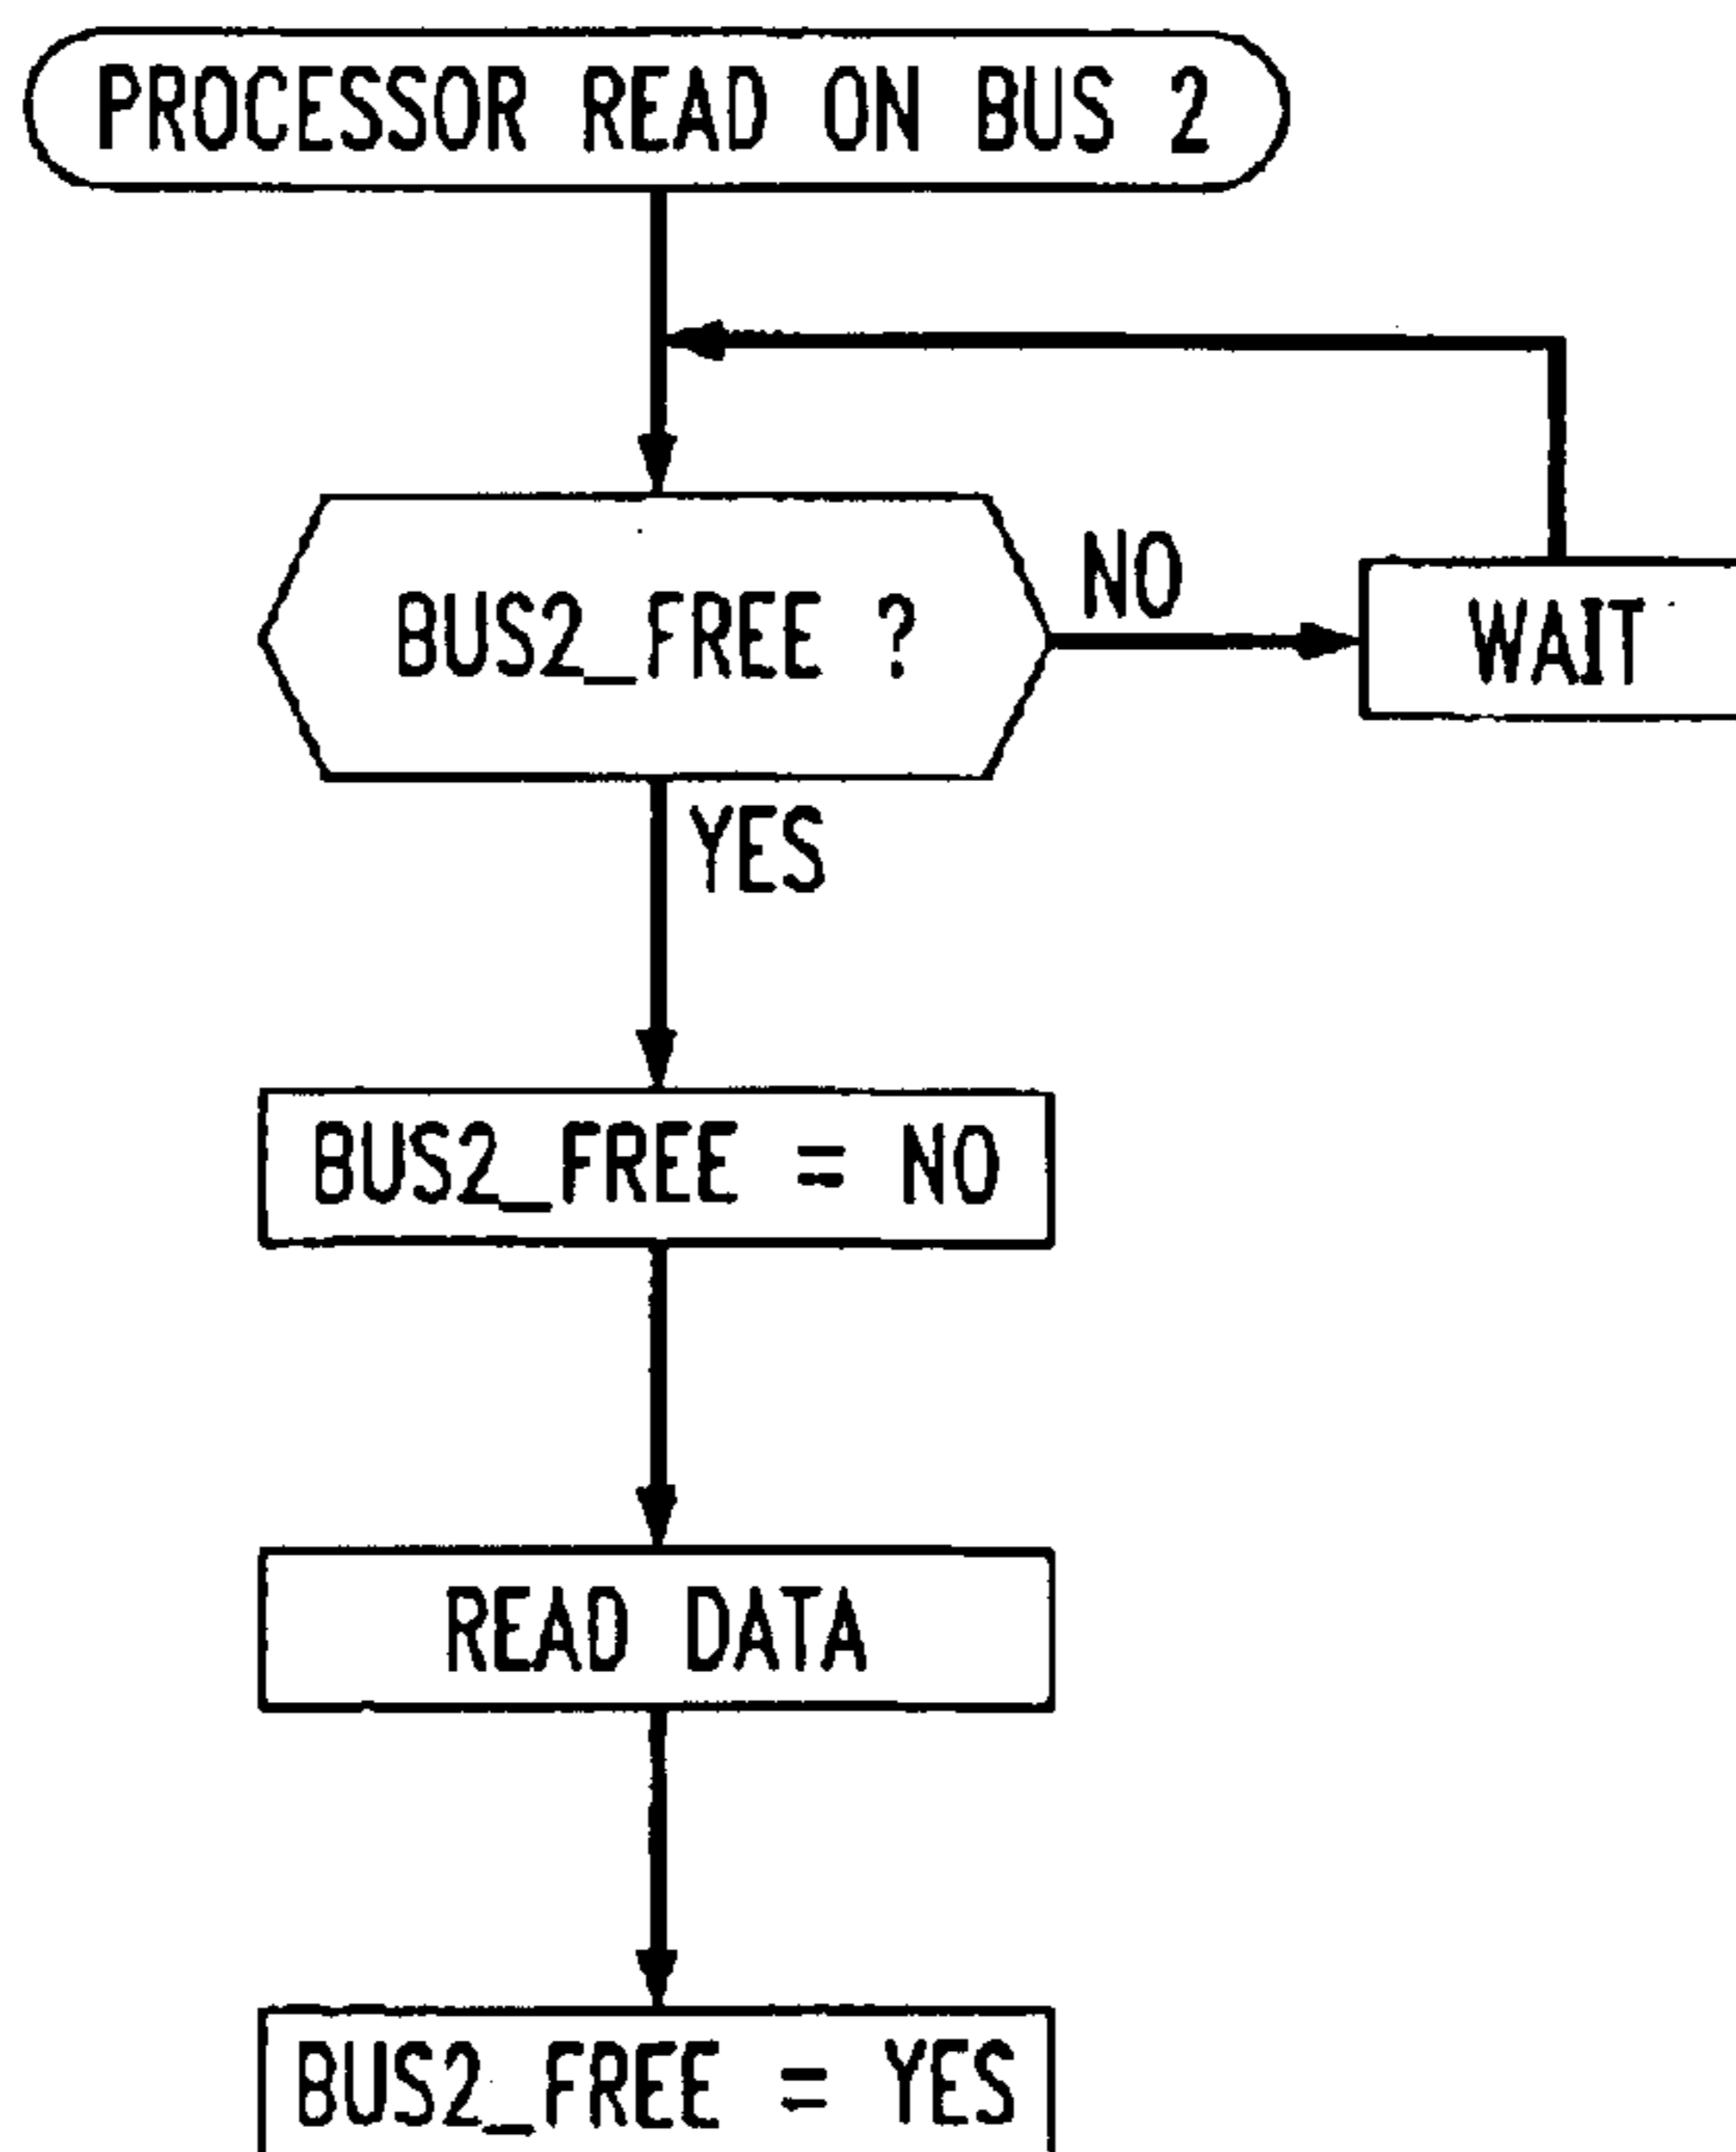 PROCESSOR READ ON BUS 2
BUS2_FREE ?
NO
WAIT
YES
BUS2_FREE = NO
READ DATA
BUS2_FREE = YES